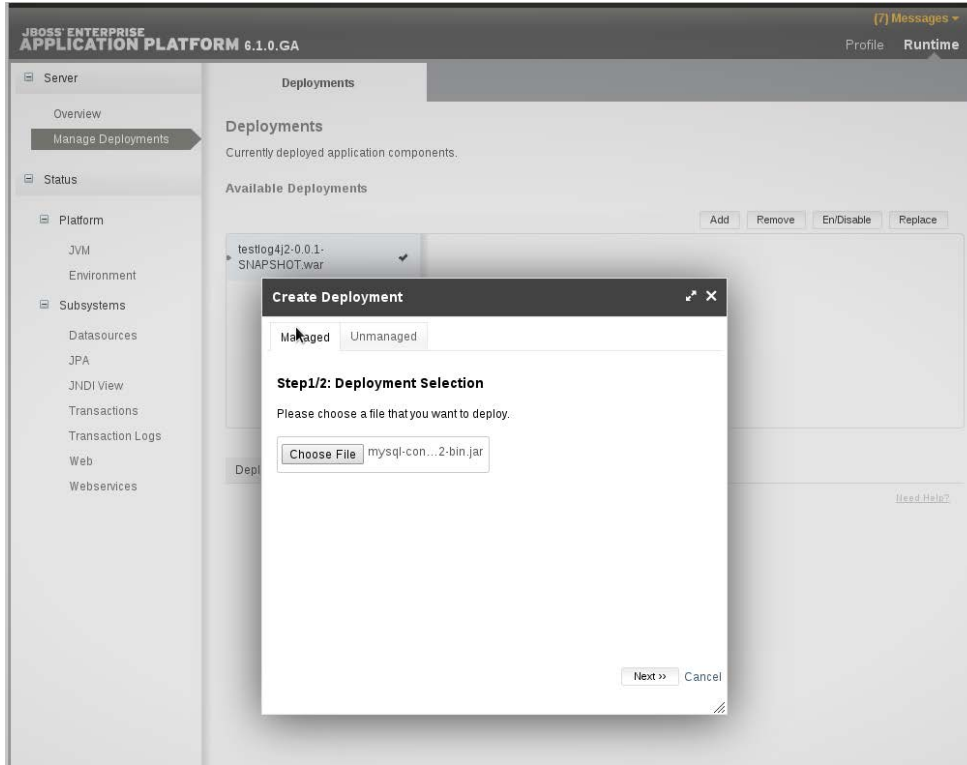 (7) Messages
JBOSS' ENTERPRISE
APPLICATION PLATFORM 6.1.0.GA
Profile Runtime
Server
Overview
Manage Deployments
Status
Platform
JVM
Environment
Subsystems
Datasources
JPA
JNDI View
Transactions
Transaction Logs
Web
Webservices
Deployments
Deployments
Currently deployed application components.
Available Deployments
Add Remove En/Disable Replace
testlog4j2-0.0.1-
SNAPSHOT.war
Depl
Need Help?
Create Deployment
Managed Unmanaged
Step1/2: Deployment Selection
Please choose a file that you want to deploy.
Choose File mysql-con...2-bin.jar
Next ›› Cancel